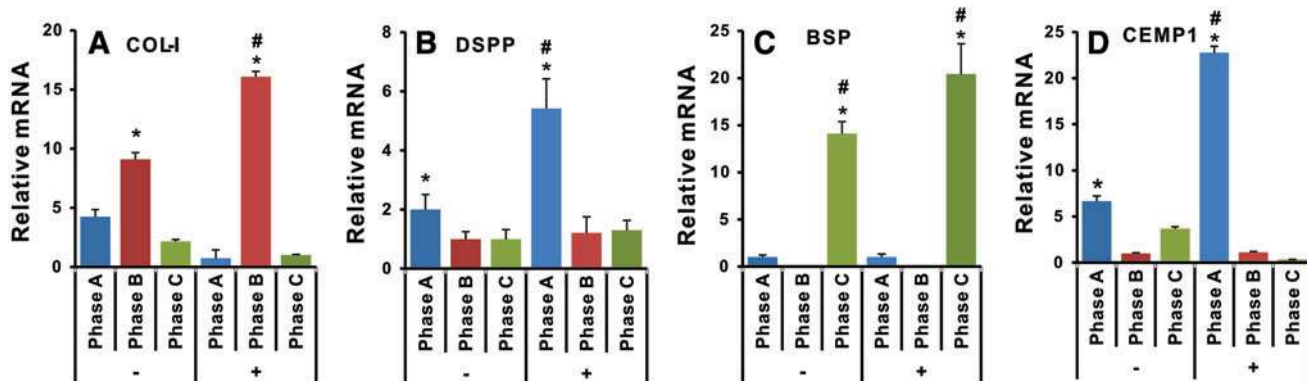 A COL-I
Relative mRNA
20
15
10
5
0
*
#
*
Phase A
Phase B
Phase C
Phase A
Phase B
Phase C
-
+
B DSPP
Relative mRNA
8
6
4
2
0
*
#
*
Phase A
Phase B
Phase C
Phase A
Phase B
Phase C
-
+
C BSP
Relative mRNA
25
20
15
10
5
0
#
*
#
*
Phase A
Phase B
Phase C
Phase A
Phase B
Phase C
-
+
D CEMP1
Relative mRNA
25
20
15
10
5
0
*
#
*
Phase A
Phase B
Phase C
Phase A
Phase B
Phase C
-
+